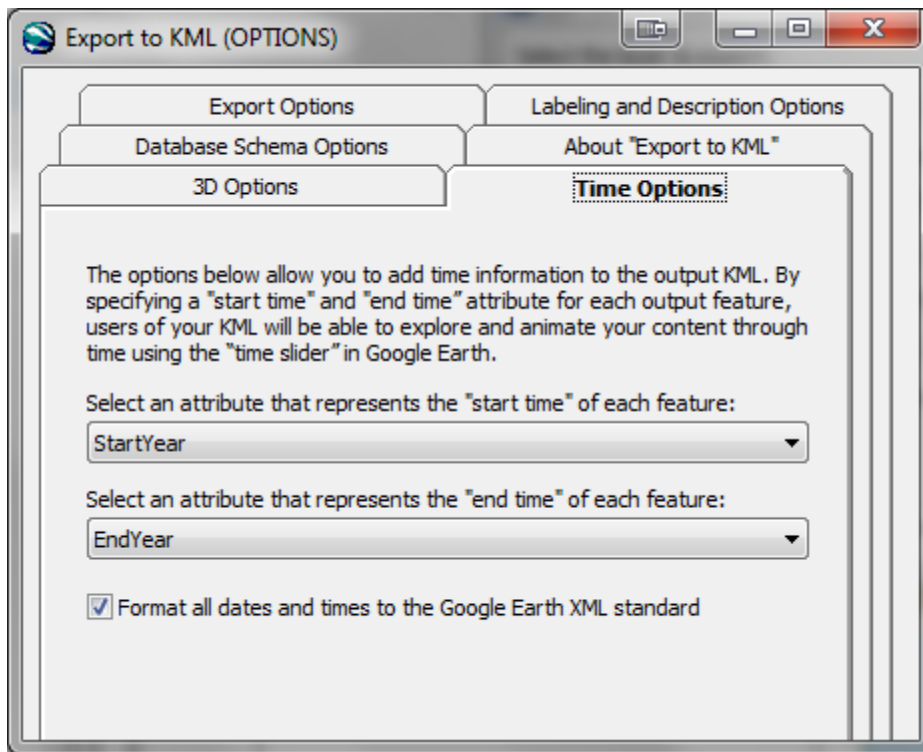 Export to KML (OPTIONS)
Export Options
Labeling and Description Options
Database Schema Options
About "Export to KML"
3D Options
Time Options
The options below allow you to add time information to the output KML. By
specifying a "start time" and "end time” attribute for each output feature,
users of your KML will be able to explore and animate your content through
time using the “time slider” in Google Earth.
Select an attribute that represents the "start time" of each feature:
StartYear
Select an attribute that represents the "end time" of each feature:
EndYear
Format all dates and times to the Google Earth XML standard